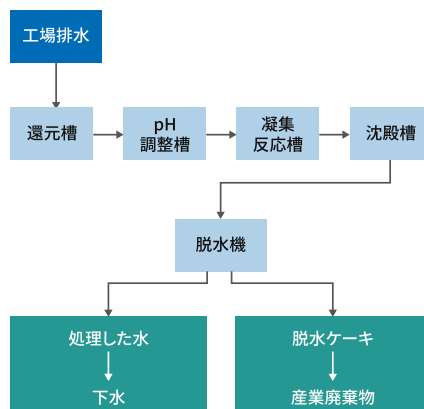 工場排水
還元槽
pH
調整槽
凝集
反応槽
沈殿槽
脱水機
処理した水
下水
脱水ケーキ
産業廃棄物